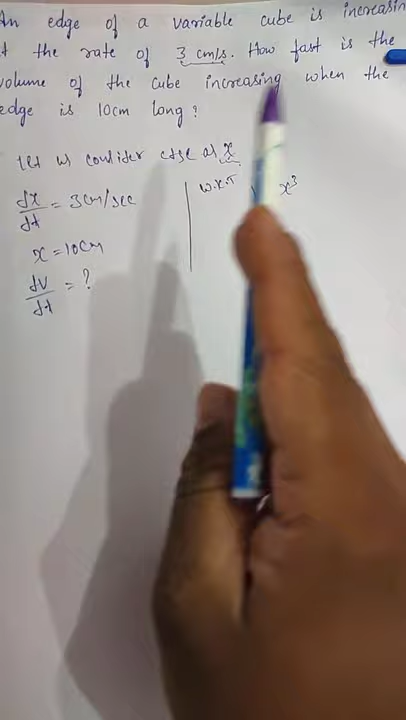 An edge of a variable cube is increasin
t the rate of 3 cm/s. How fast is the
volume of the cube increasing when the
edge is 10cm long?
Let us consider edge as x
dx/dt = 3cm/sec
x = 10cm
dv/dt = ?
W.K.T x³